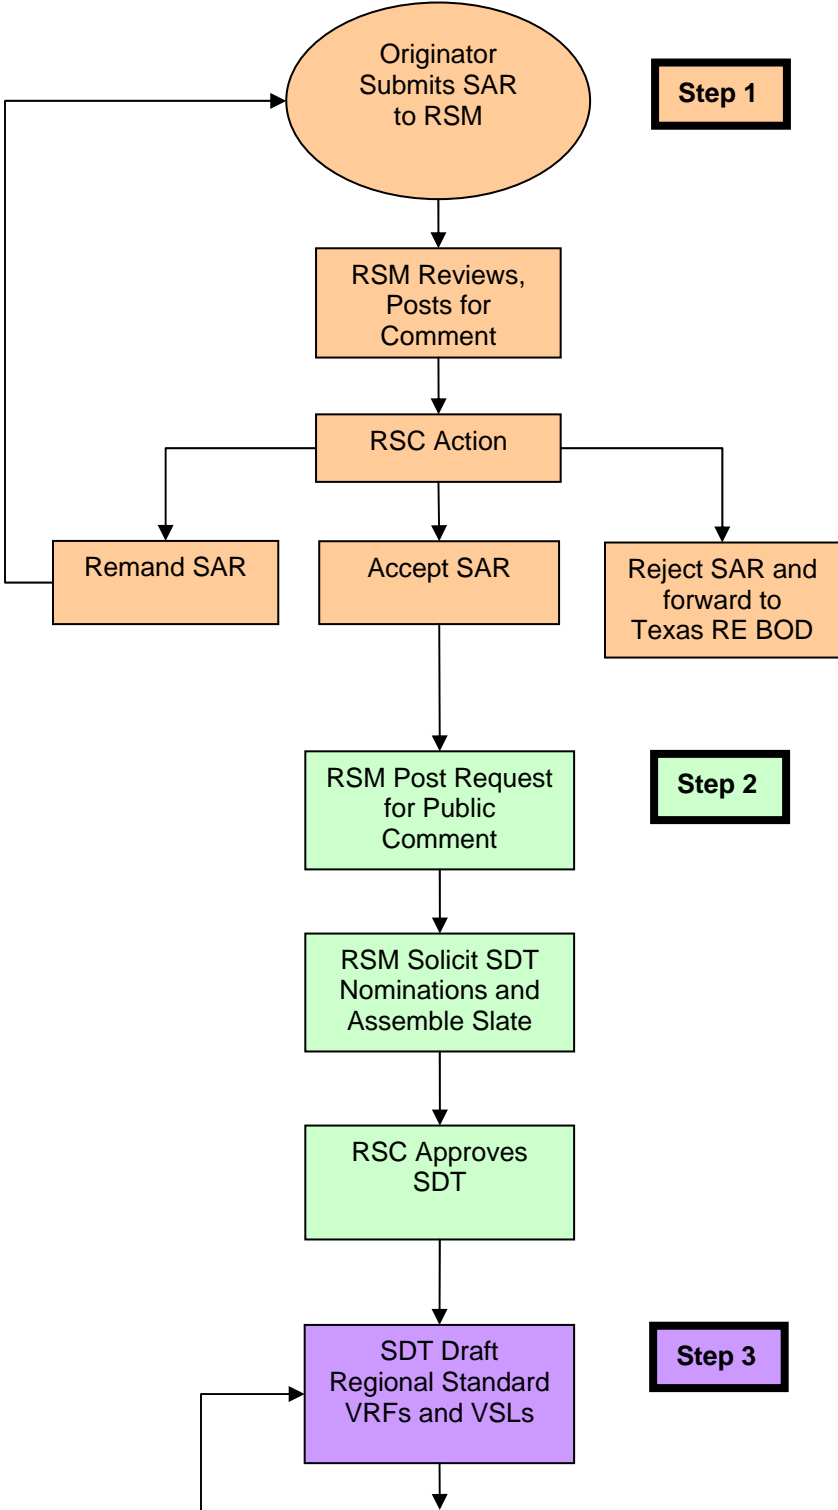 Originator
Submits SAR
to RSM
Step 1
RSM Reviews,
Posts for
Comment
RSC Action
Remand SAR
Accept SAR
Reject SAR and
forward to
Texas RE BOD
RSM Post Request
for Public
Comment
Step 2
RSM Solicit SDT
Nominations and
Assemble Slate
RSC Approves
SDT
SDT Draft
Regional Standard
VRFs and VSLs
Step 3